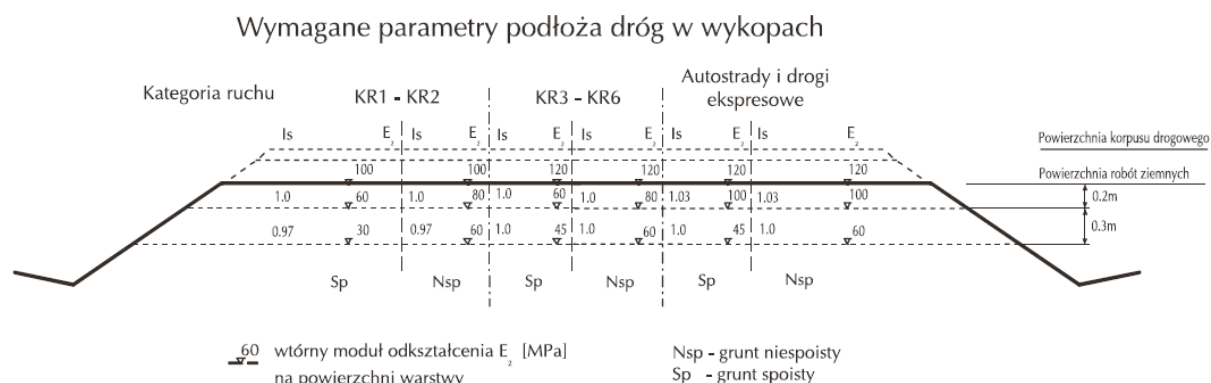 Wymagane parametry podłoża dróg w wykopach
Kategoria ruchu KR1 - KR2 KR3 - KR6 Autostrady i drogi
ekspresowe
Is E₂ Is E₂ Is E₂ Is E₂ Is E₂ Is E₂
Powierzchnia korpusu drogowego
100 100 120 120 120 120 Powierzchnia robót ziemnych
1.0 60 1.0 80 1.0 60 1.0 80 1.03 100 1.03 100 0.2m
0.97 30 0.97 60 1.0 45 1.0 60 1.0 45 1.0 60 0.3m
Sp Nsp Sp Nsp Sp Nsp
60 wtórny moduł odkształcenia E₂ [MPa]
na powierzchni warstwy
Nsp - grunt niespoisty
Sp - grunt spoisty